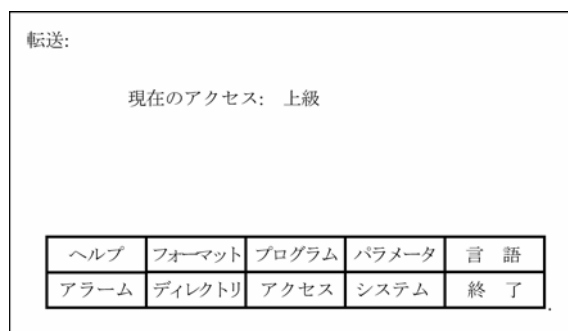 転送:
現在のアクセス: 上級
ヘルプ フォーマット プログラム パラメータ 言 語
アラーム ディレクトリ アクセス システム 終 了
.